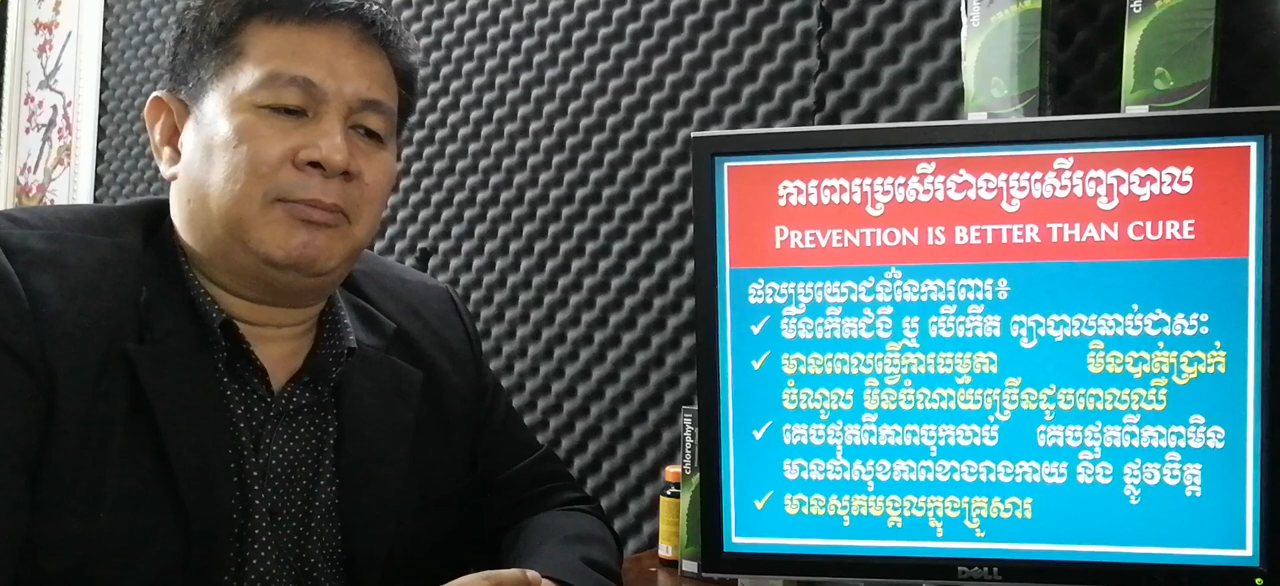 ការពារប្រសើរជាងប្រសើរព្យាបាល
PREVENTION IS BETTER THAN CURE
ផលប្រយោជន៍នៃការពារ៖
✓ មិនកើតជំងឺ ឬ បើកើត ព្យាបាលឆាប់ជាសះ
✓ មានពេលធ្វើការធម្មតា មិនបាត់ប្រាក់
ចំណូល មិនចំណាយច្រើនដូចពេលឈឺ
✓ គេចផុតពីភាពចុកចាប់ គេចផុតពីភាពមិន
មានផាសុខភាពខាងរាងកាយ និង ផ្លូវចិត្ត
✓ មានសុភមង្គលក្នុងគ្រួសារ
chlorophyll
DELL